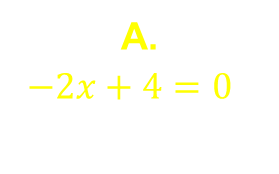 A.
−2x + 4 = 0